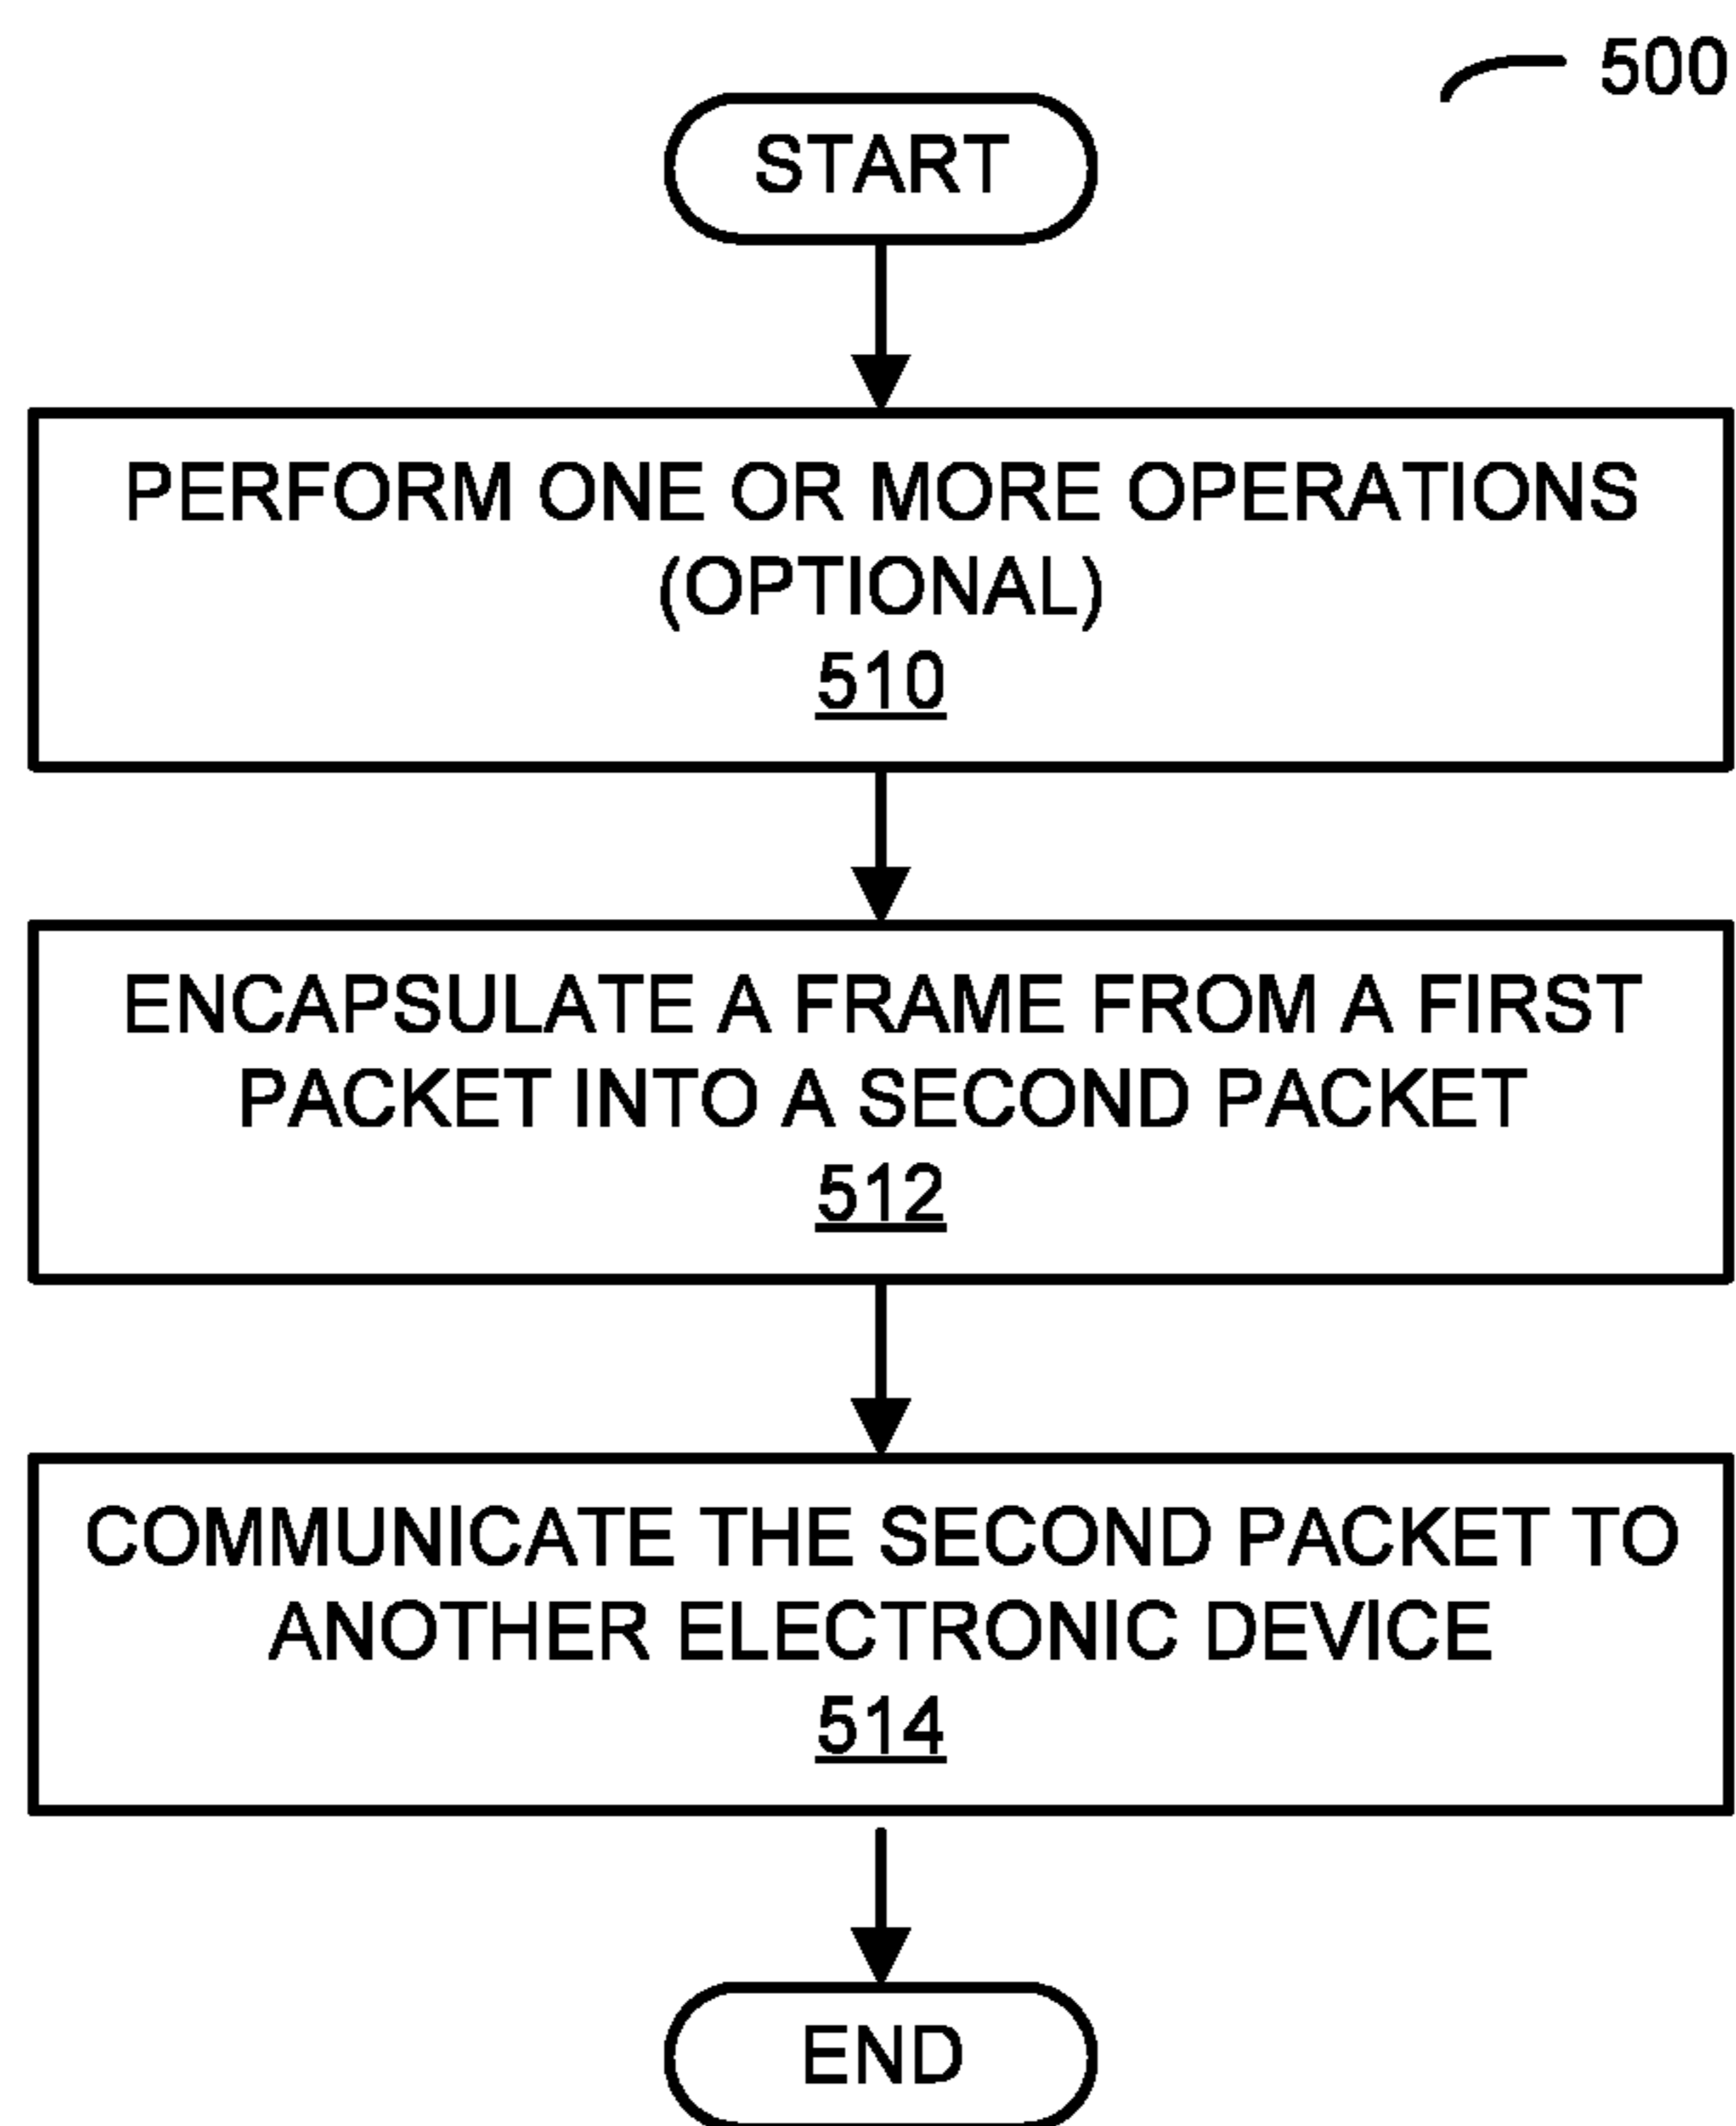 500
START
PERFORM ONE OR MORE OPERATIONS
(OPTIONAL)
510
ENCAPSULATE A FRAME FROM A FIRST
PACKET INTO A SECOND PACKET
512
COMMUNICATE THE SECOND PACKET TO
ANOTHER ELECTRONIC DEVICE
514
END